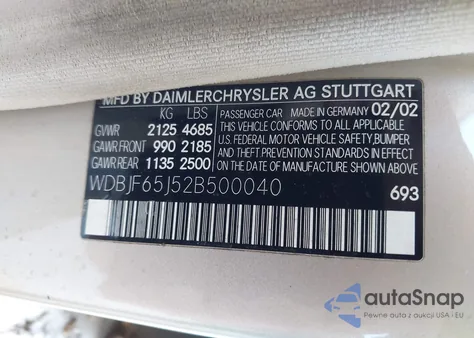 MFD BY DAIMLERCHRYSLER AG STUTTGART
KG LBS
GVWR 2125 4685
GAWR.FRONT 990 2185
GAWR.REAR 1135 2500
PASSENGER CAR MADE IN GERMANY 02/02
THIS VEHICLE CONFORMS TO ALL APPLICABLE
U.S. FEDERAL MOTOR VEHICLE SAFETY, BUMPER
AND THEFT PREVENTION STANDARDS IN EFFECT ON
THE DATE OF MANUFACTURE SHOWN ABOVE
WDBJF65J52B500040
693
autoSnap
Pewne auta z aukcji USA i EU